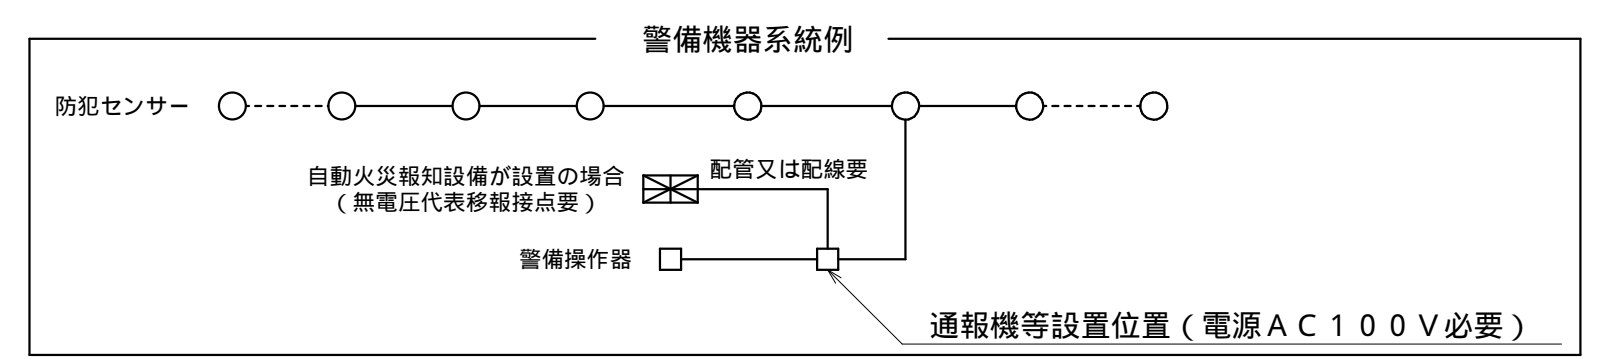 警備機器系統例
防犯センサー
配管又は配線要
自動火災報知設備が設置の場合
（無電圧代表移報接点要）
警備操作器
通報機等設置位置（電源ＡＣ１００Ｖ必要）